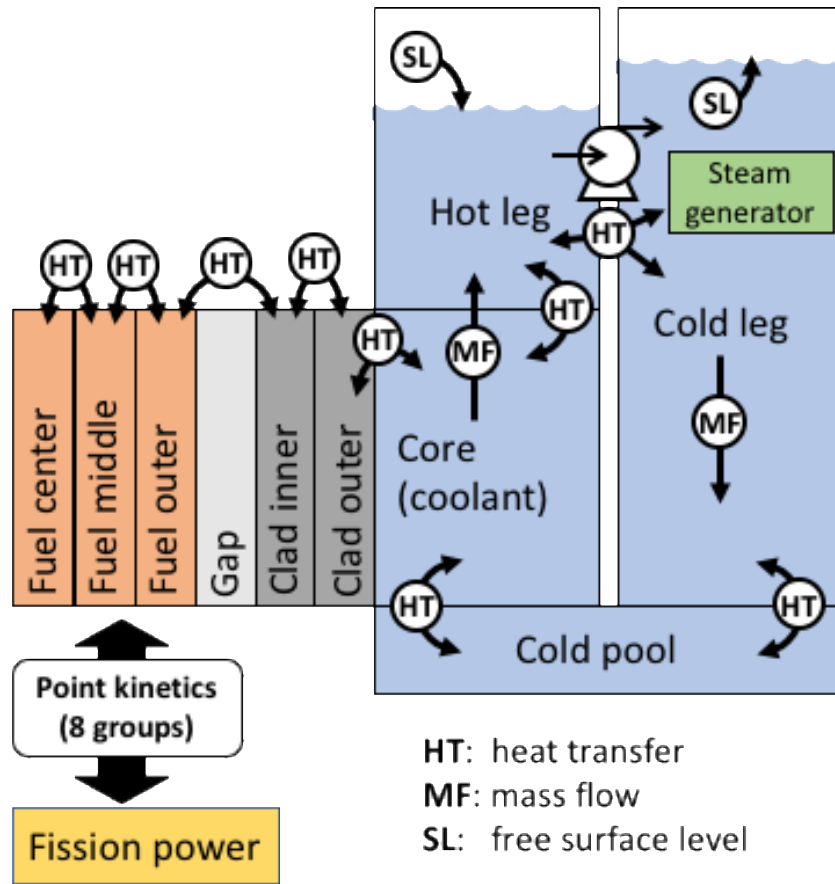 SL
SL
Steam
generator
Hot leg
HT
HT
HT
HT
HT
HT
HT
MF
Cold leg
MF
Fuel center
Fuel middle
Fuel outer
Gap
Clad inner
Clad outer
Core
(coolant)
HT
HT
Cold pool
Point kinetics
(8 groups)
HT: heat transfer
MF: mass flow
SL: free surface level
Fission power